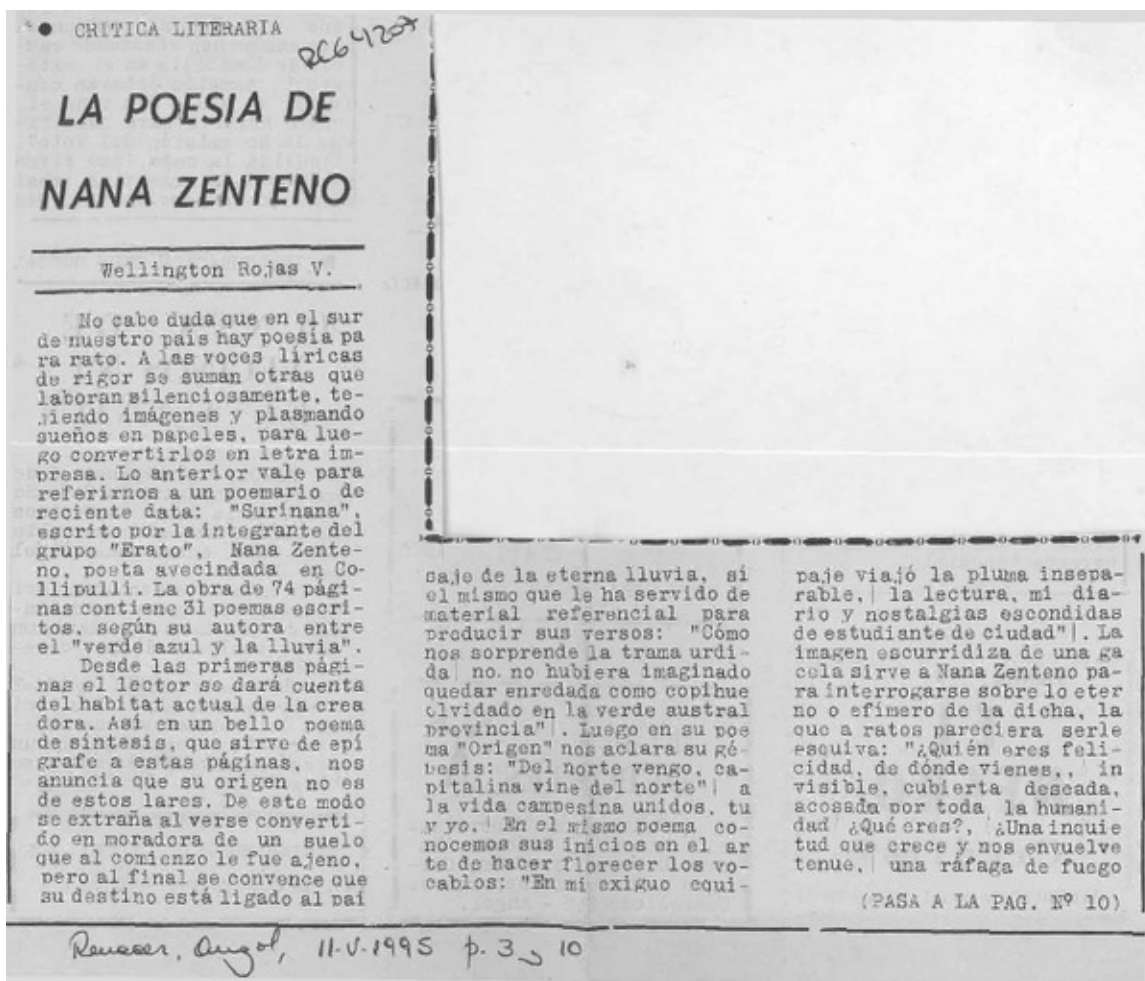 ● CRITICA LITERARIA
RC64207
LA POESIA DE
NANA ZENTENO
Wellington Rojas V.
No cabe duda que en el sur
de nuestro país hay poesía pa
ra rato. A las voces líricas
de rigor se suman otras que
laboran silenciosamente, te-
jiendo imágenes y plasmando
sueños en papeles, para lue-
go convertirlos en letra im-
presa. Lo anterior vale para
referirnos a un poemario de
reciente data: "Surinana",
escrito por la integrante del
grupo "Erato", Nana Zente-
no, poeta avecindada en Co-
llipulli. La obra de 74 pági-
nas contiene 31 poemas escri-
tos, según su autora entre
el "verde azul y la lluvia".
Desde las primeras pági-
nas el lector se dará cuenta
del habitat actual de la crea
dora. Así en un bello poema
de síntesis, que sirve de epí
grafe a estas páginas, nos
anuncia que su origen no es
de estos lares. De este modo
se extraña al verse converti-
do en moradora de un suelo
que al comienzo le fue ajeno,
pero al final se convence que
su destino está ligado al pai
saje de la eterna lluvia, sí
el mismo que le ha servido de
material referencial para
producir sus versos: "Cómo
nos sorprende la trama urdi-
da| no, no hubiera imaginado
quedar enredada como copihue
olvidado en la verde austral
provincia"|. Luego en su poe
ma "Origen" nos aclara su gé-
nesis: "Del norte vengo, ca-
pitalina vine del norte"| a
la vida campesina unidos, tu
y yo.| En el mismo poema co-
nocemos sus inicios en el ar
te de hacer florecer los vo-
cablos: "En mi exiguo equi-
paje viajó la pluma insepa-
rable,| la lectura, mi dia-
rio y nostalgias escondidas
de estudiante de ciudad"|. La
imagen escurridiza de una ga
cela sirve a Nana Zenteno pa-
ra interrogarse sobre lo eter
no o efímero de la dicha, la
que a ratos pareciera serle
esquiva: "¿Quién eres feli-
cidad, de dónde vienes,, in
visible, cubierta deseada,
acosada por toda la humani-
dad ¿Qué eres?, ¿Una inquie
tud que crece y nos envuelve
tenue,| una ráfaga de fuego
(PASA A LA PAG. Nº 10)
Renacer, Angol, 11-V-1995 p. 3 y 10